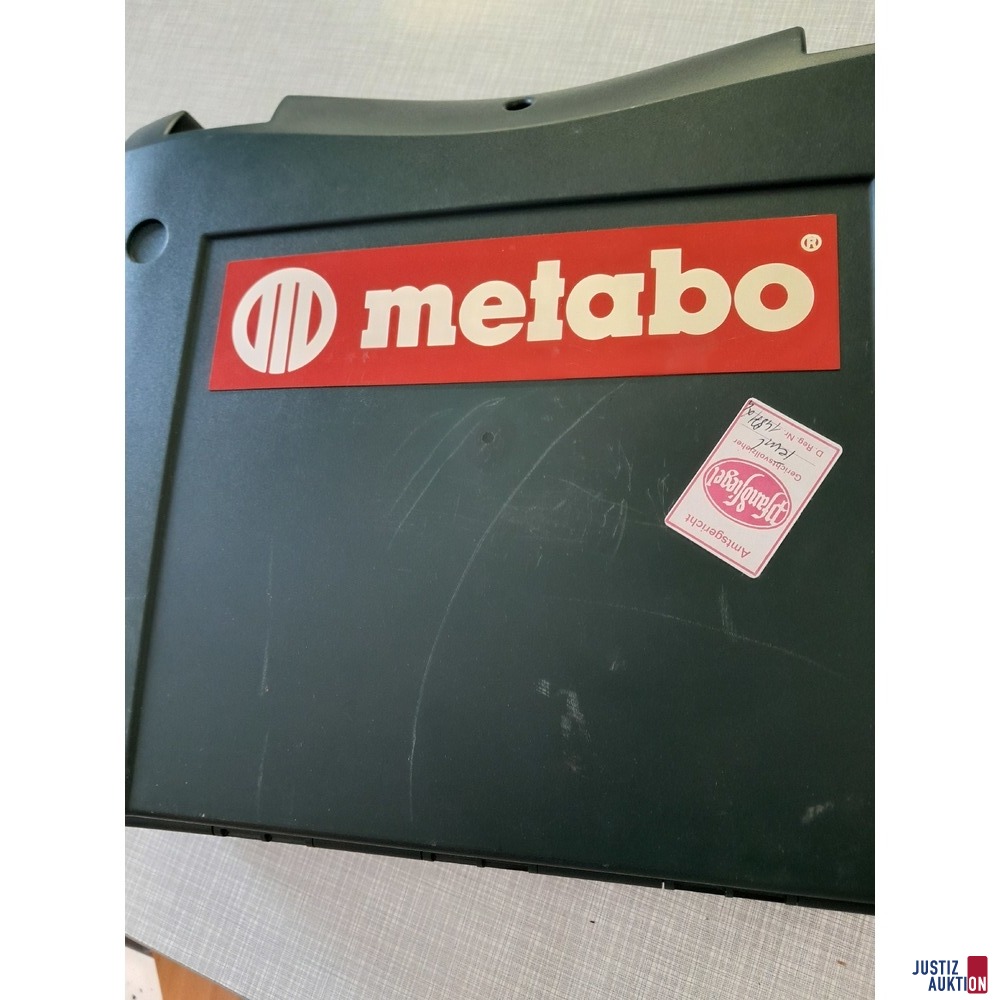 metabo ®
Amtsgericht
Pfandsiegel
Gerichtsvollzieher
D. Reg. Nr.
JUSTIZ
AUKTION